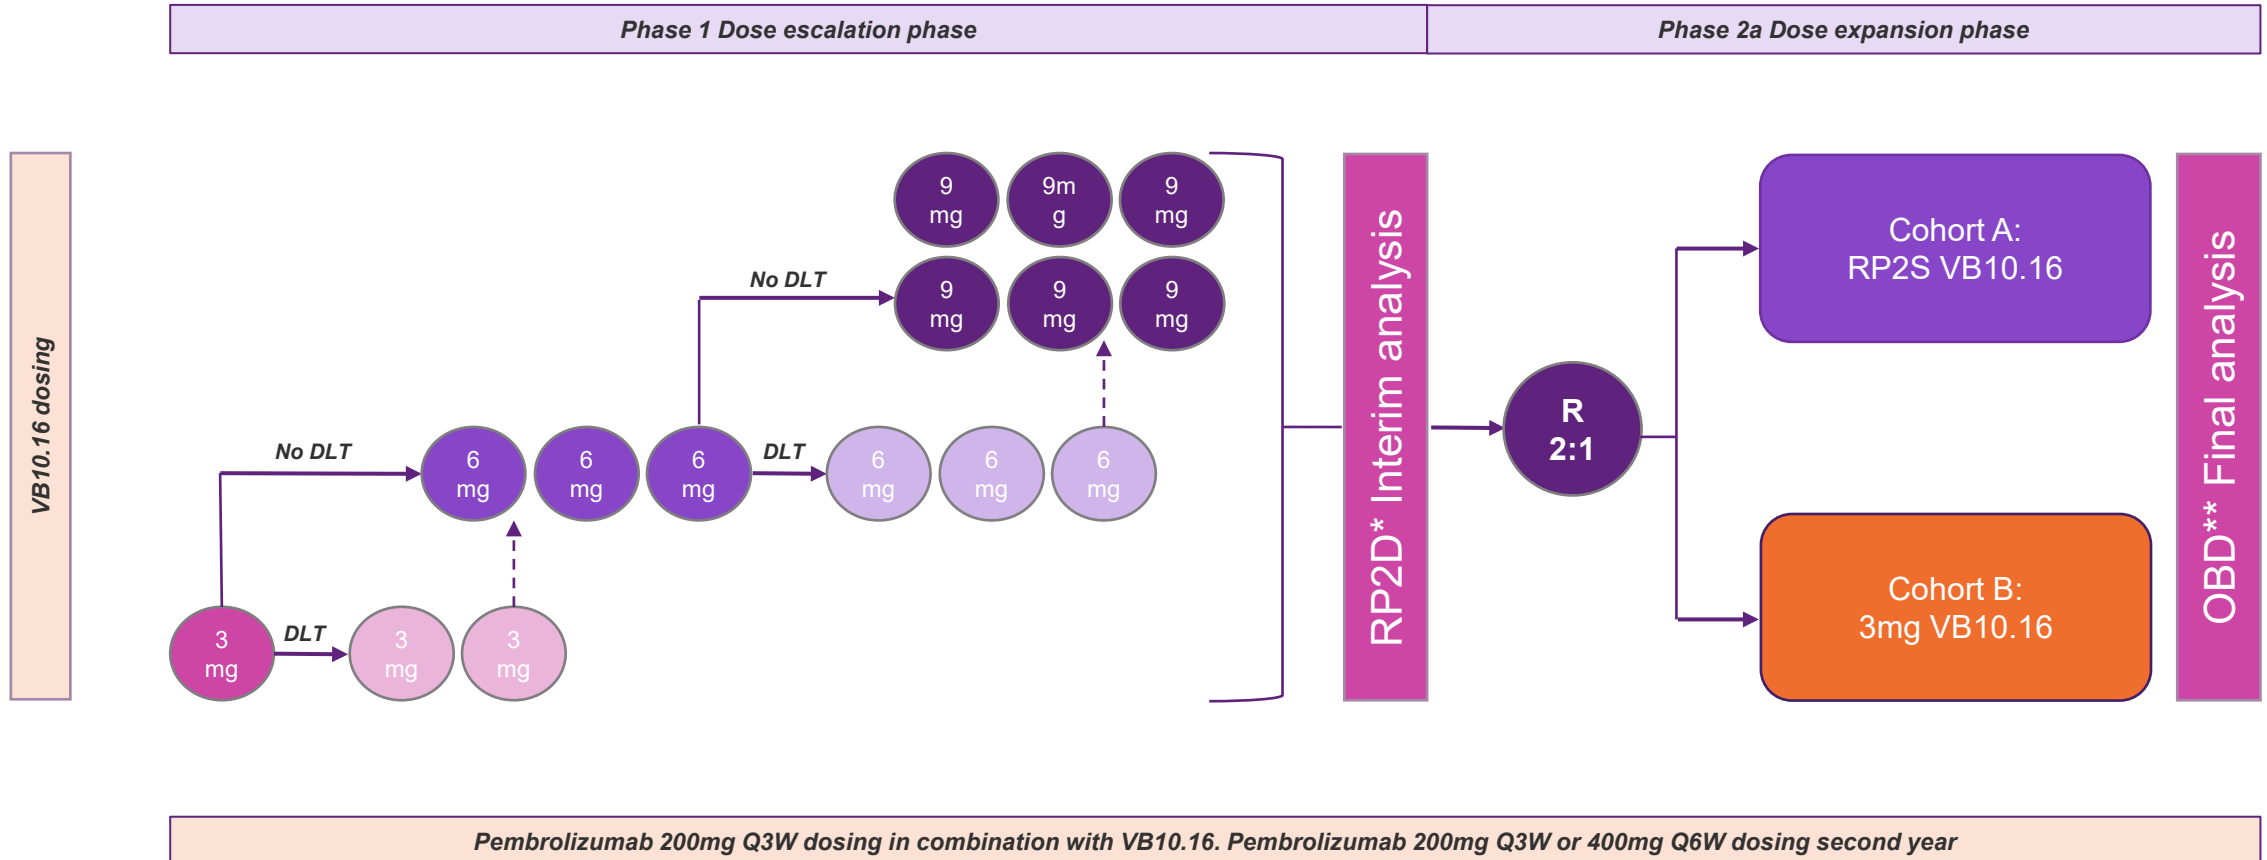 Phase 1 Dose escalation phase
Phase 2a Dose expansion phase
VB10.16 dosing
9
mg
9m
g
9
mg
No DLT
9
mg
9
mg
9
mg
No DLT
6
mg
6
mg
6
mg
DLT
6
mg
6
mg
6
mg
3
mg
DLT
3
mg
3
mg
RP2D* Interim analysis
R
2:1
Cohort A:
RP2S VB10.16
Cohort B:
3mg VB10.16
OBD** Final analysis
Pembrolizumab 200mg Q3W dosing in combination with VB10.16. Pembrolizumab 200mg Q3W or 400mg Q6W dosing second year